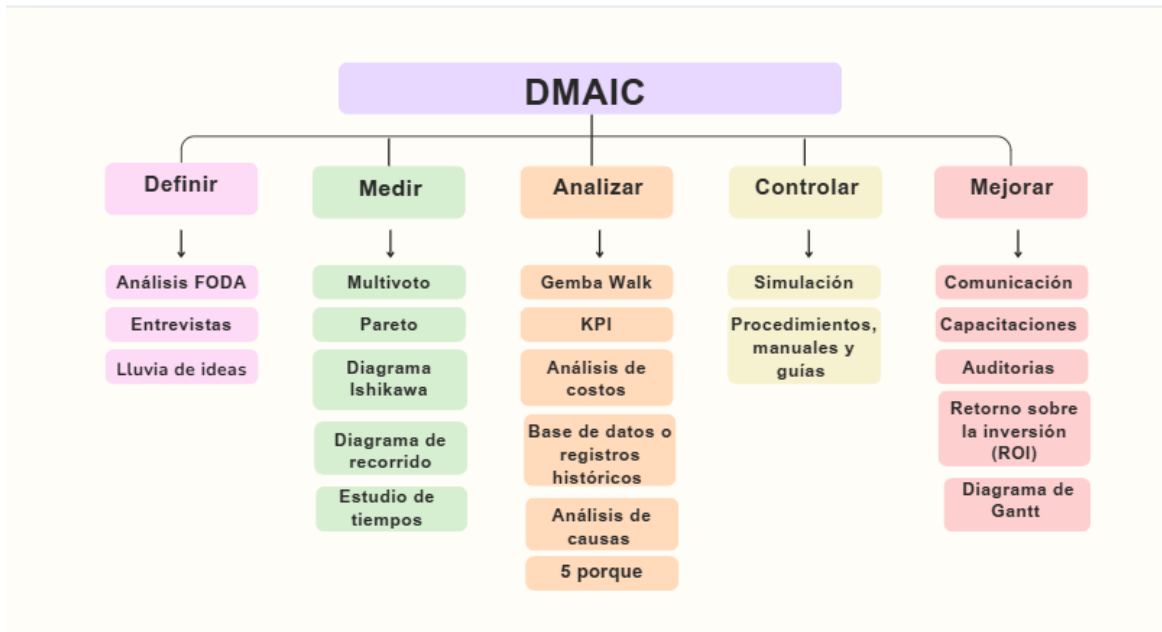 DMAIC
Definir
Medir
Analizar
Controlar
Mejorar
Análisis FODA
Entrevistas
Lluvia de ideas
Multivoto
Pareto
Diagrama
Ishikawa
Diagrama de
recorrido
Estudio de
tiempos
Gemba Walk
KPI
Análisis de
costos
Base de datos o
registros
históricos
Análisis de
causas
5 porque
Simulación
Procedimientos,
manuales y
guías
Comunicación
Capacitaciones
Auditorias
Retorno sobre
la inversión
(ROI)
Diagrama de
Gantt